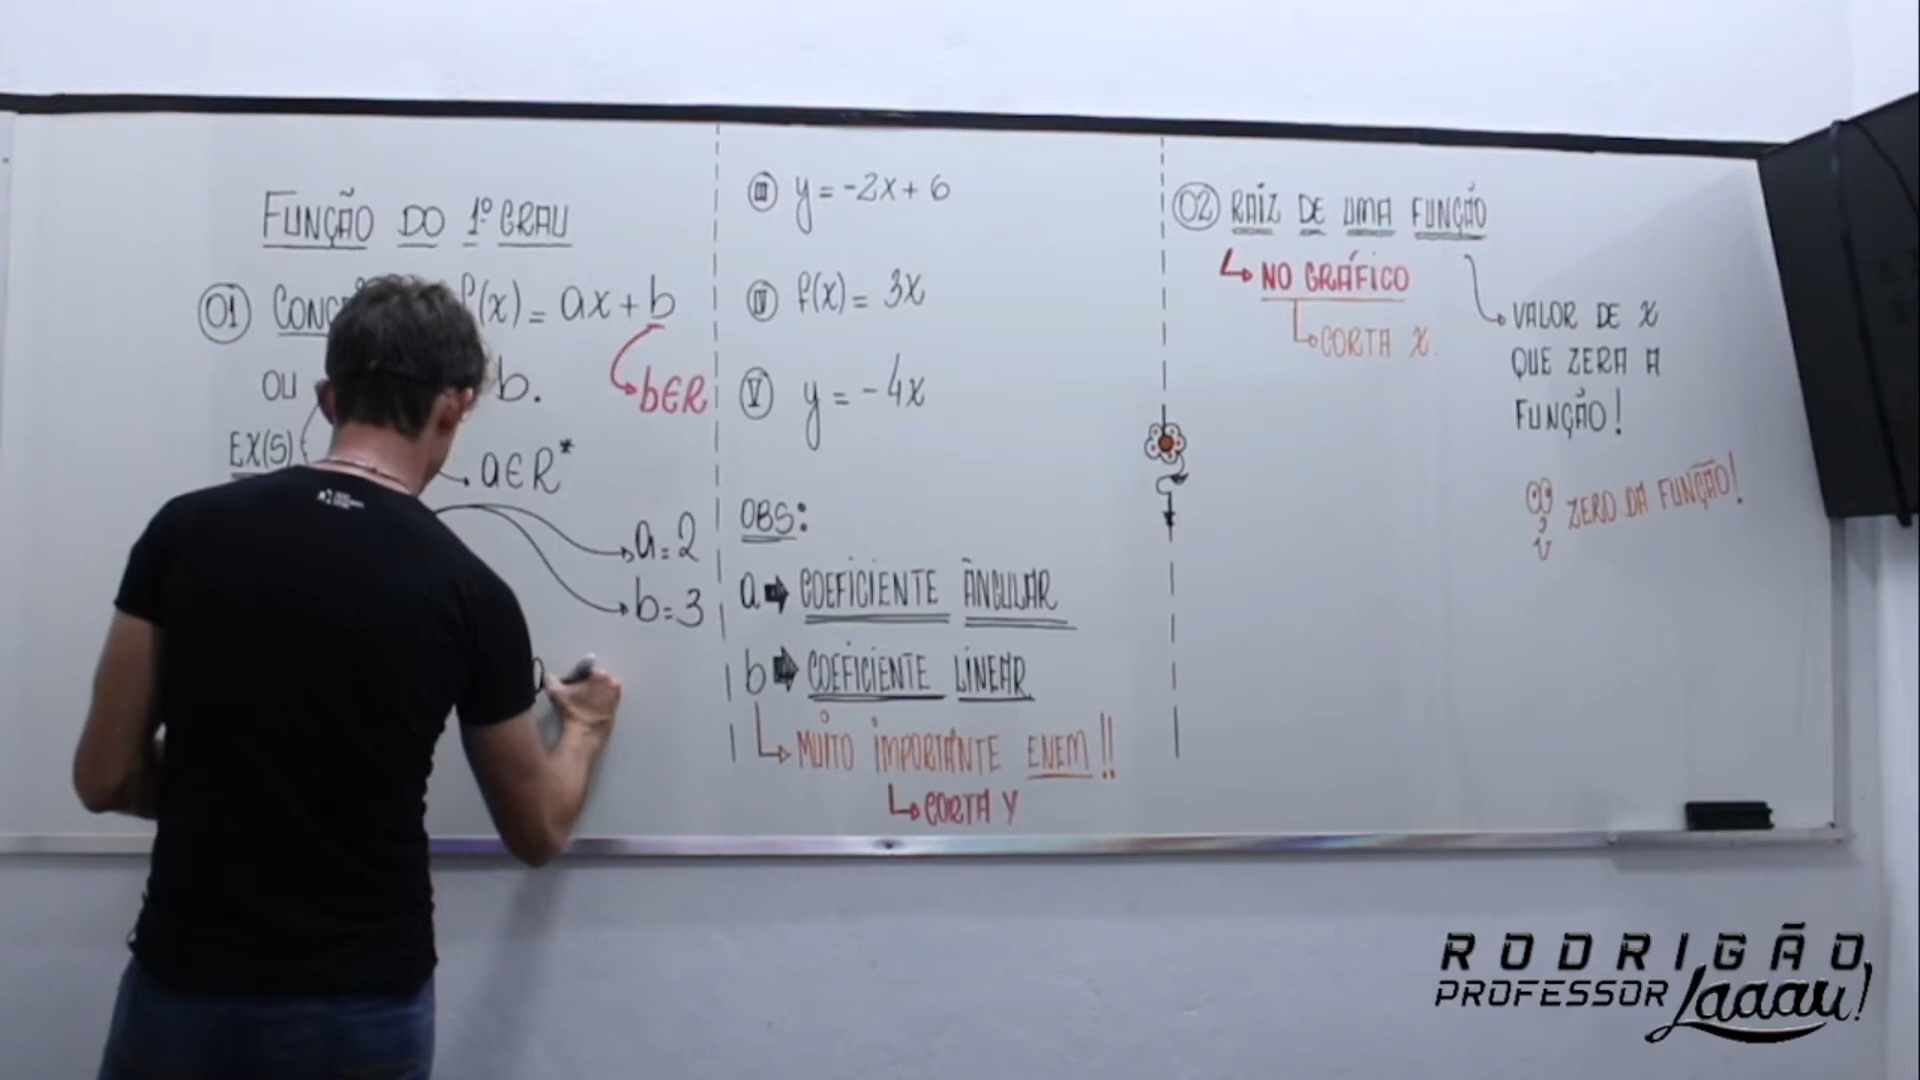 FUNÇÃO DO 1º GRAU
01 f(x) = ax + b
b∈R
OU b.
EX(S)
a∈R*
a = 2
b = 3
a
III y = -2x + 6
IV f(x) = 3x
V y = -4x
OBS:
a → COEFICIENTE ANGULAR
b → COEFICIENTE LINEAR
MUITO IMPORTANTE ENEM!!
CORTA Y
02 RAIZ DE UMA FUNÇÃO
NO GRÁFICO
CORTA X.
VALOR DE X
QUE ZERA A
FUNÇÃO!
ZERO DA FUNÇÃO!
RODRIGÃO
PROFESSOR Laaau!